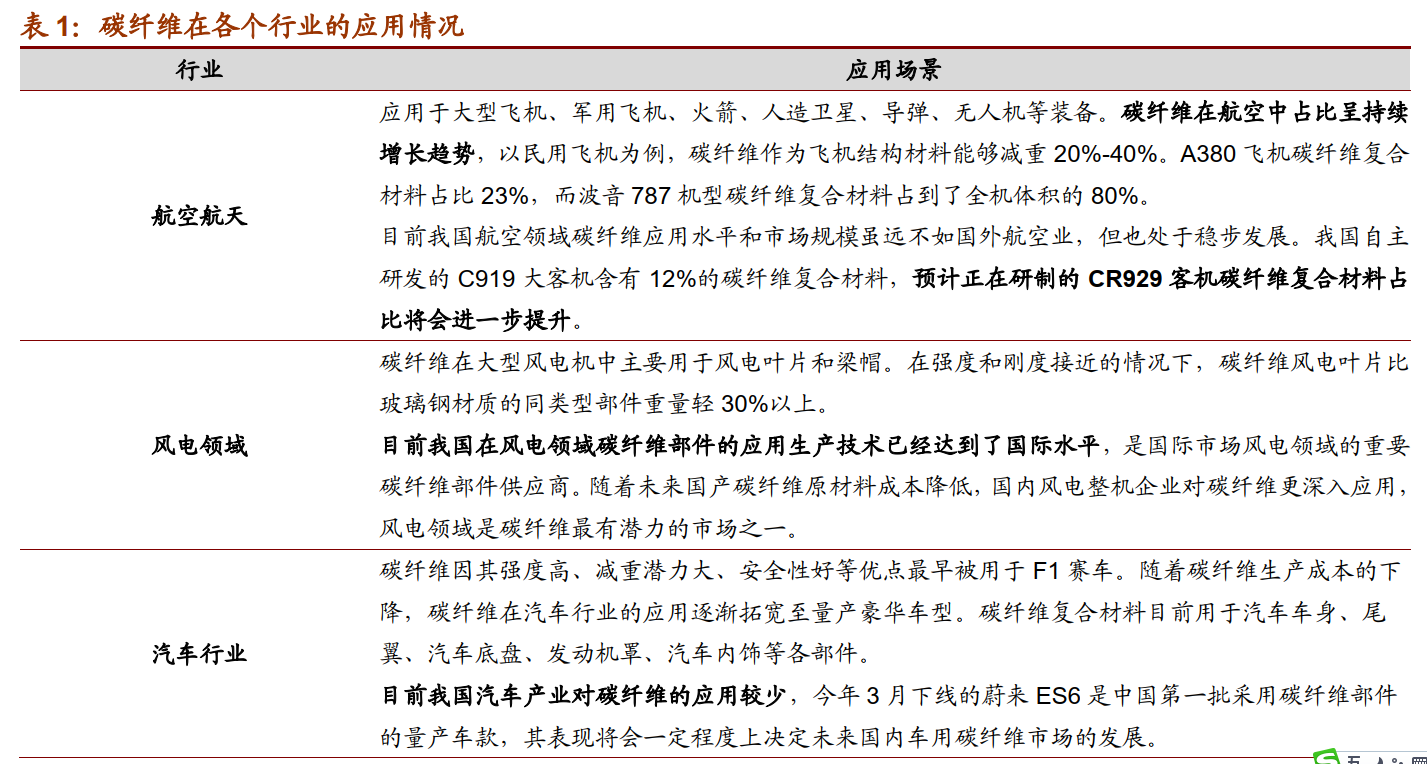 表 1：碳纤维在各个行业的应用情况
行业
应用场景
航空航天
应用于大型飞机、军用飞机、火箭、人造卫星、导弹、无人机等装备。碳纤维在航空中占比呈持续
增长趋势，以民用飞机为例，碳纤维作为飞机结构材料能够减重 20%-40%。A380 飞机碳纤维复合
材料占比 23%，而波音 787 机型碳纤维复合材料占到了全机体积的 80%。
目前我国航空领域碳纤维应用水平和市场规模虽远不如国外航空业，但也处于稳步发展。我国自主
研发的 C919 大客机含有 12%的碳纤维复合材料，预计正在研制的 CR929 客机碳纤维复合材料占
比将会进一步提升。
风电领域
碳纤维在大型风电机中主要用于风电叶片和梁帽。在强度和刚度接近的情况下，碳纤维风电叶片比
玻璃钢材质的同类型部件重量轻 30%以上。
目前我国在风电领域碳纤维部件的应用生产技术已经达到了国际水平，是国际市场风电领域的重要
碳纤维部件供应商。随着未来国产碳纤维原材料成本降低，国内风电整机企业对碳纤维更深入应用，
风电领域是碳纤维最有潜力的市场之一。
汽车行业
碳纤维因其强度高、减重潜力大、安全性好等优点最早被用于 F1 赛车。随着碳纤维生产成本的下
降，碳纤维在汽车行业的应用逐渐拓宽至量产豪华车型。碳纤维复合材料目前用于汽车车身、尾
翼、汽车底盘、发动机罩、汽车内饰等各部件。
目前我国汽车产业对碳纤维的应用较少，今年 3 月下线的蔚来 ES6 是中国第一批采用碳纤维部件
的量产车款，其表现将会一定程度上决定未来国内车用碳纤维市场的发展。